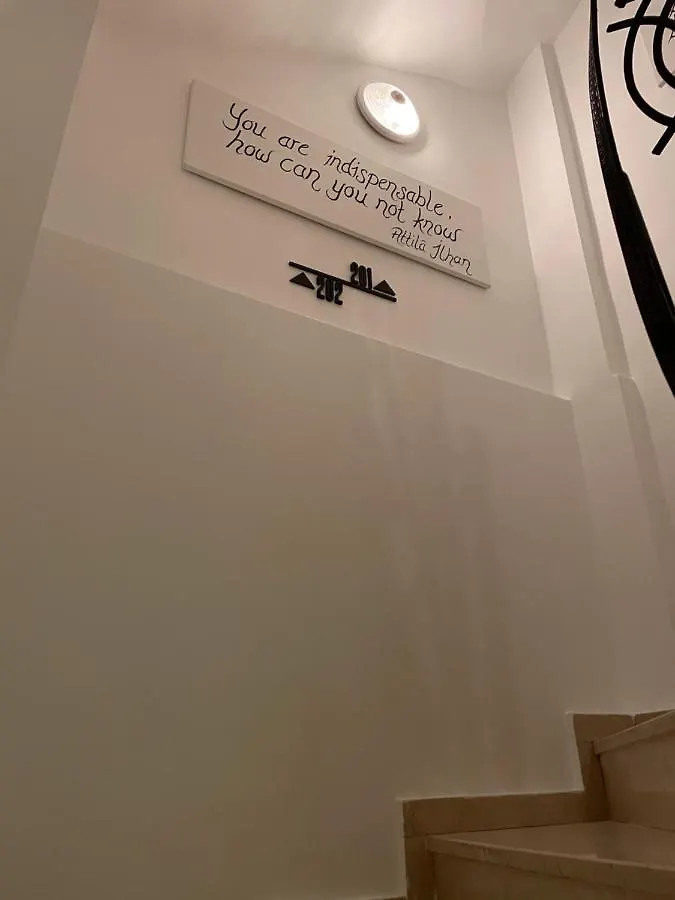 You are indispensable,
how can you not know
Attilâ İlhan
201
202